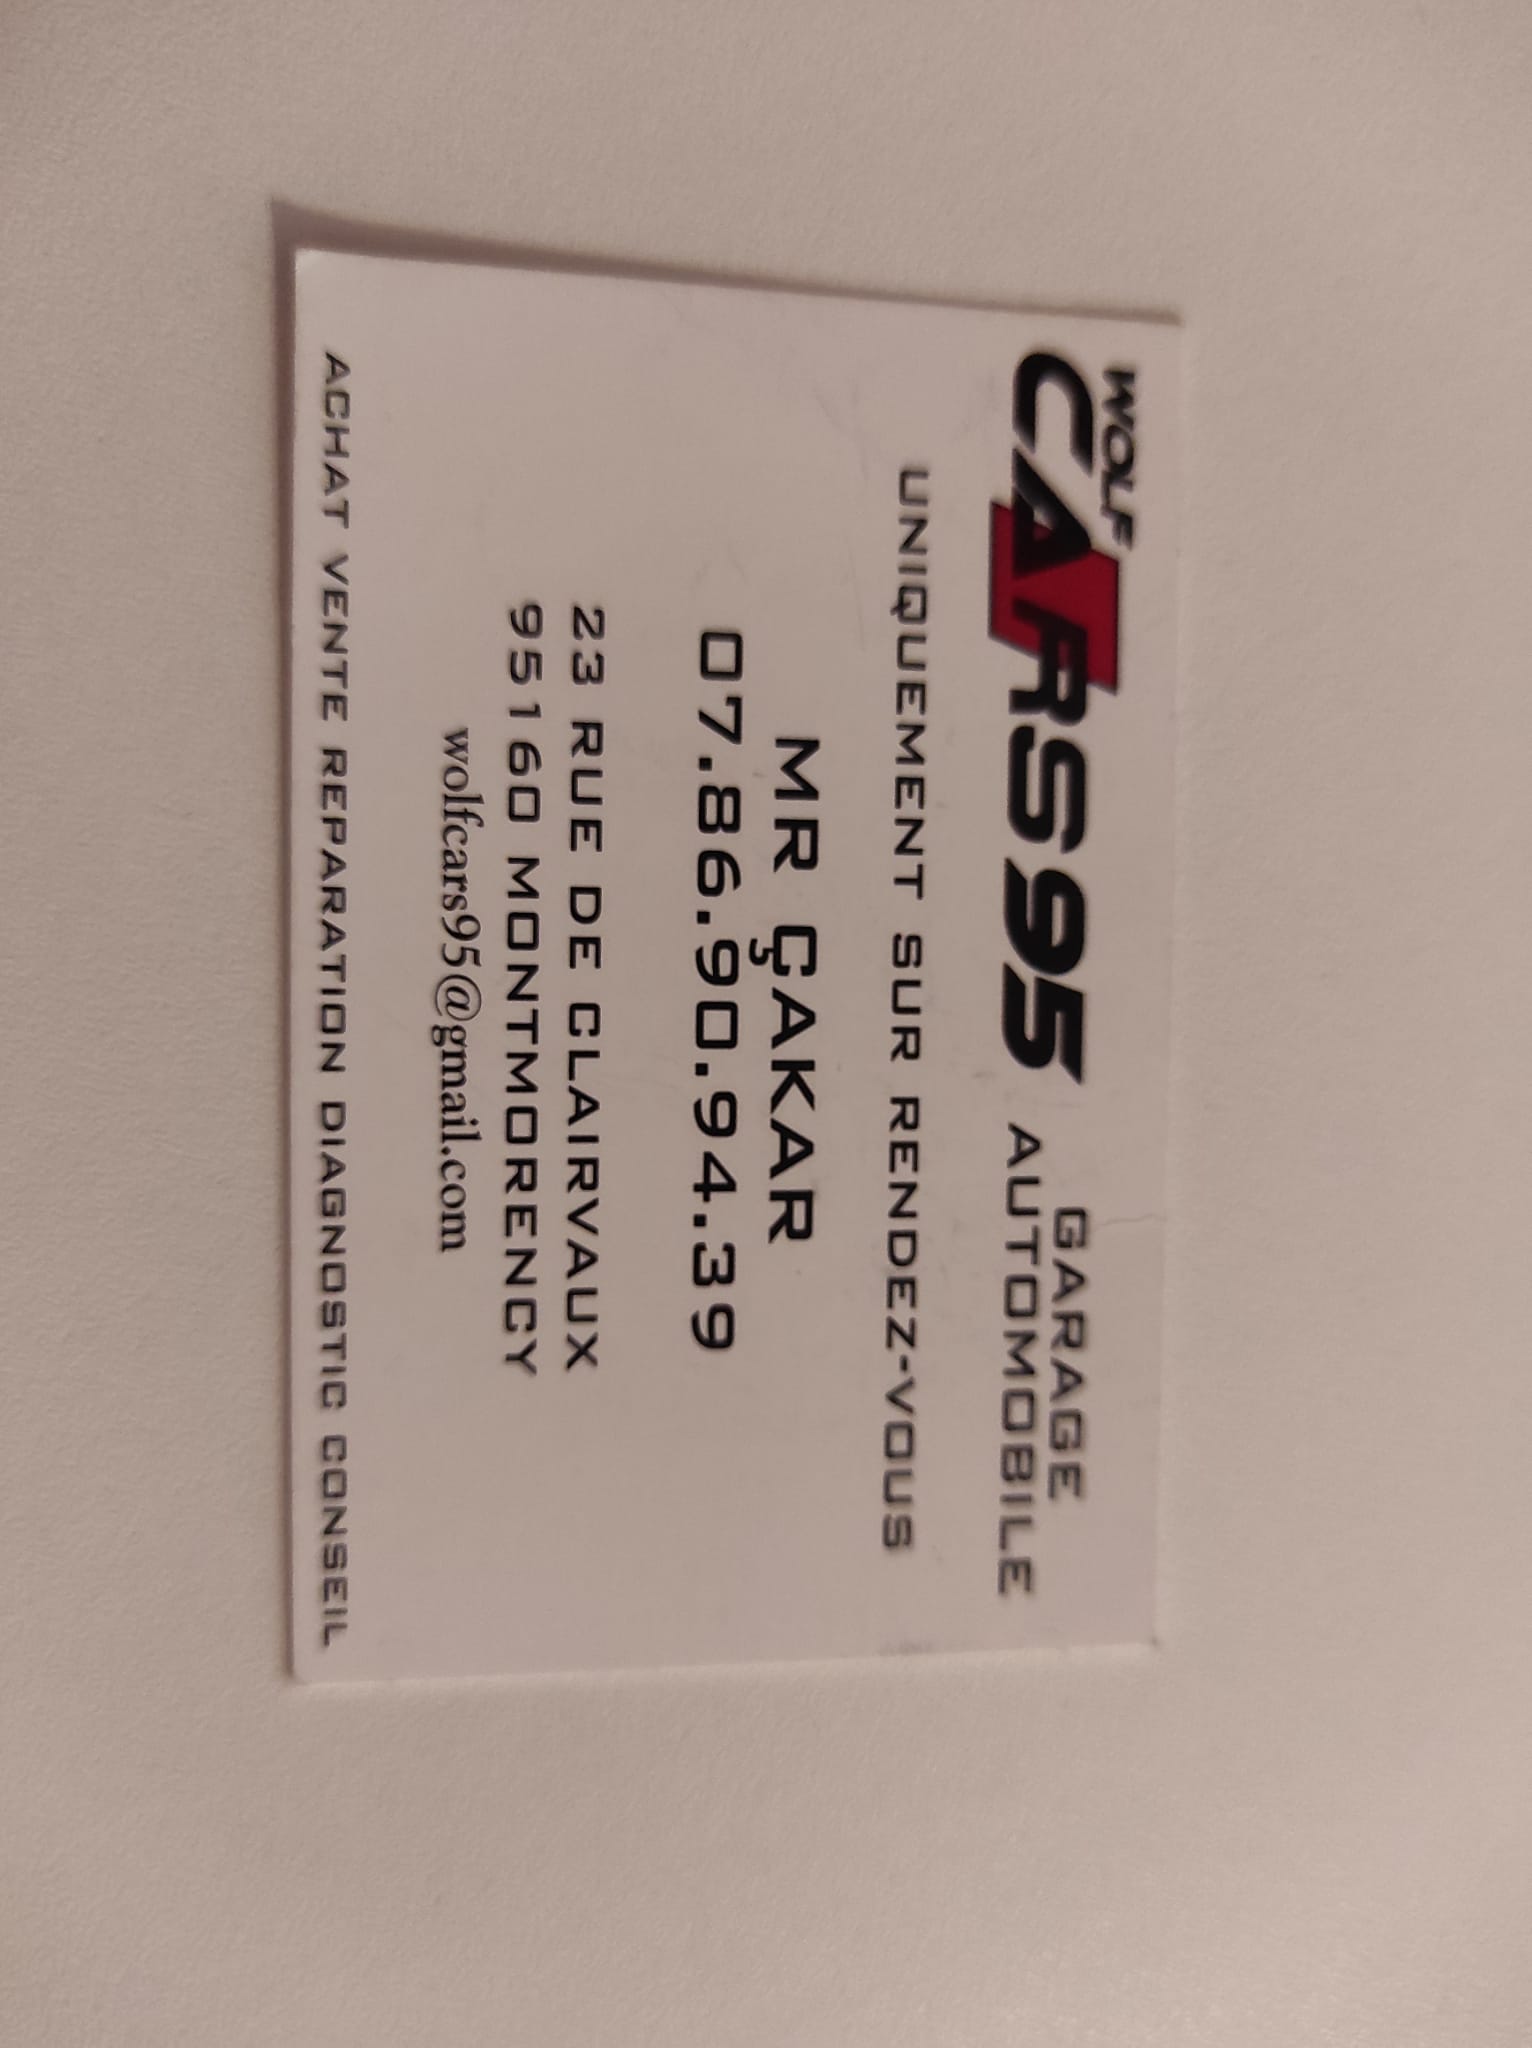 WOLF
CARS95
GARAGE
AUTOMOBILE
UNIQUEMENT SUR RENDEZ-VOUS
MR ÇAKAR
07.86.90.94.39
23 RUE DE CLAIRVAUX
95160 MONTMORENCY
wolfcars95@gmail.com
ACHAT VENTE REPARATION DIAGNOSTIC CONSEIL